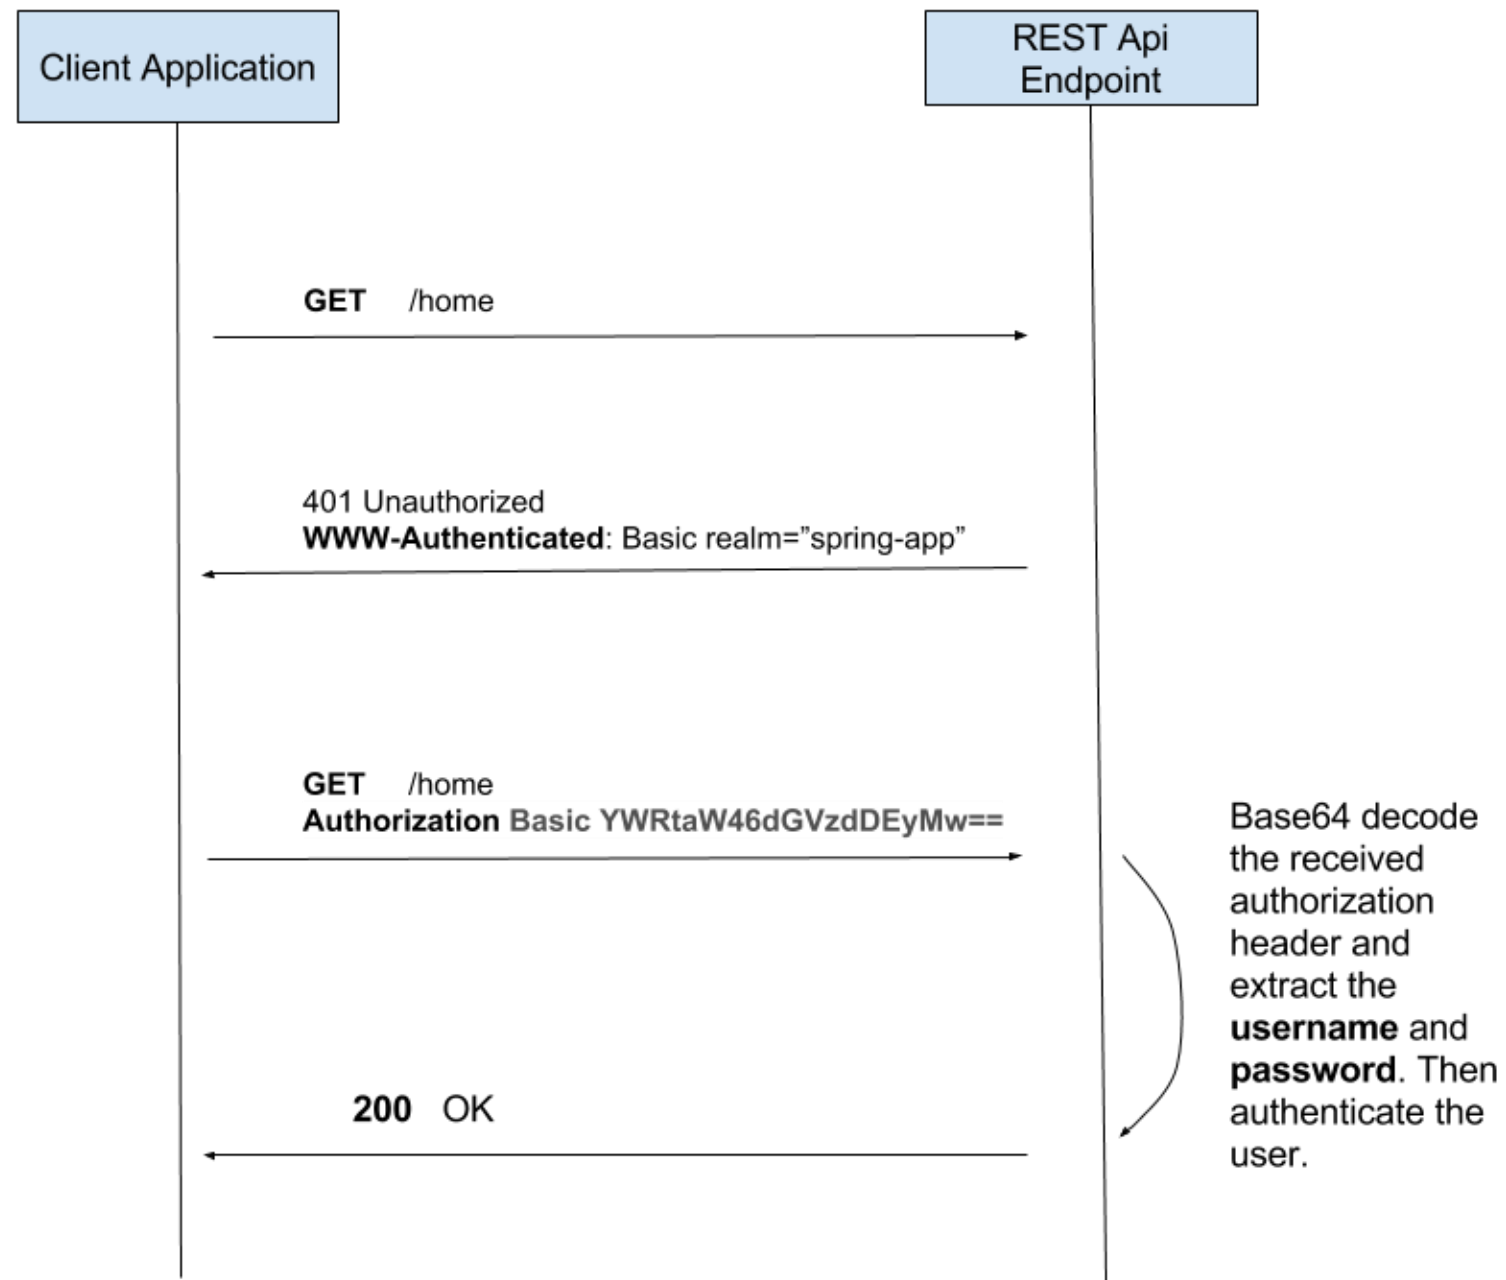 Client Application
REST Api
Endpoint
GET /home
401 Unauthorized
WWW-Authenticated: Basic realm=”spring-app”
GET /home
Authorization Basic YWRtaW46dGVzdDEyMw==
Base64 decode
the received
authorization
header and
extract the
username and
password. Then
authenticate the
user.
200 OK